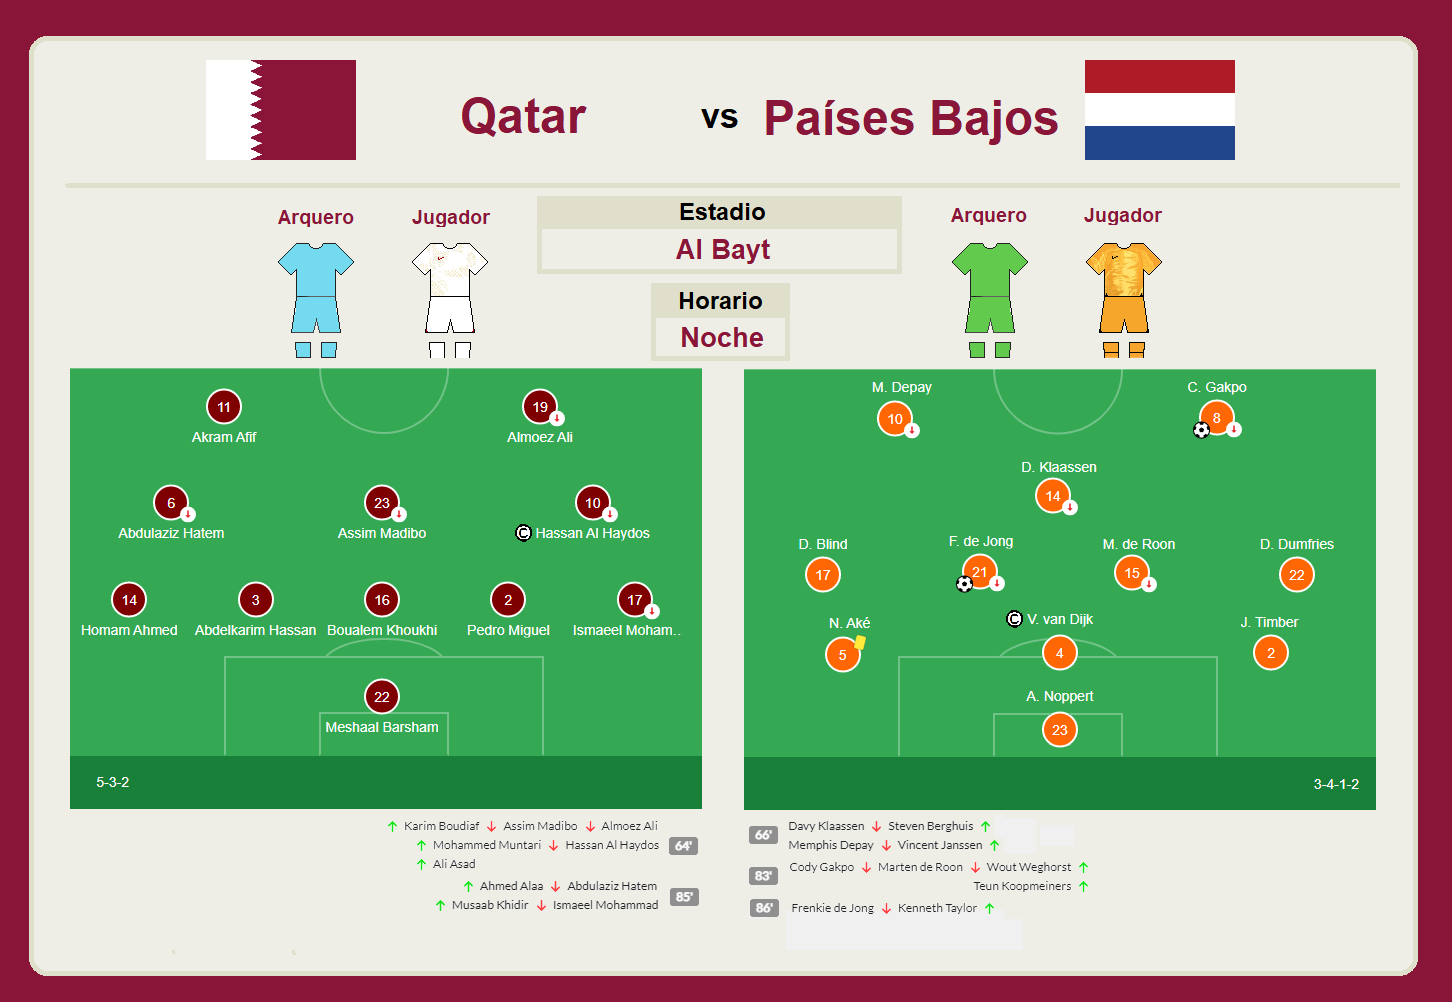 Qatar vs Países Bajos
Arquero Jugador
Estadio
Al Bayt
Horario
Noche
Arquero Jugador
11 19
Akram Afif Almoez Ali
6 23 10
Abdulaziz Hatem Assim Madibo © Hassan Al Haydos
14 3 16 2 17
Homam Ahmed Abdelkarim Hassan Boualem Khoukhi Pedro Miguel Ismaeel Moham..
22
Meshaal Barsham
5-3-2
M. Depay C. Gakpo
10 8
D. Klaassen
14
D. Blind F. de Jong M. de Roon D. Dumfries
17 21 15 22
N. Aké © V. van Dijk J. Timber
5 4 2
A. Noppert
23
3-4-1-2
↑ Karim Boudiaf ↓ Assim Madibo ↓ Almoez Ali
↑ Mohammed Muntari ↓ Hassan Al Haydos 64'
↑ Ali Asad
↑ Ahmed Alaa ↓ Abdulaziz Hatem
↑ Musaab Khidir ↓ Ismaeel Mohammad 85'
66' Davy Klaassen ↓ Steven Berghuis ↑
Memphis Depay ↓ Vincent Janssen ↑
83' Cody Gakpo ↓ Marten de Roon ↓ Wout Weghorst ↑
Teun Koopmeiners ↑
86' Frenkie de Jong ↓ Kenneth Taylor ↑